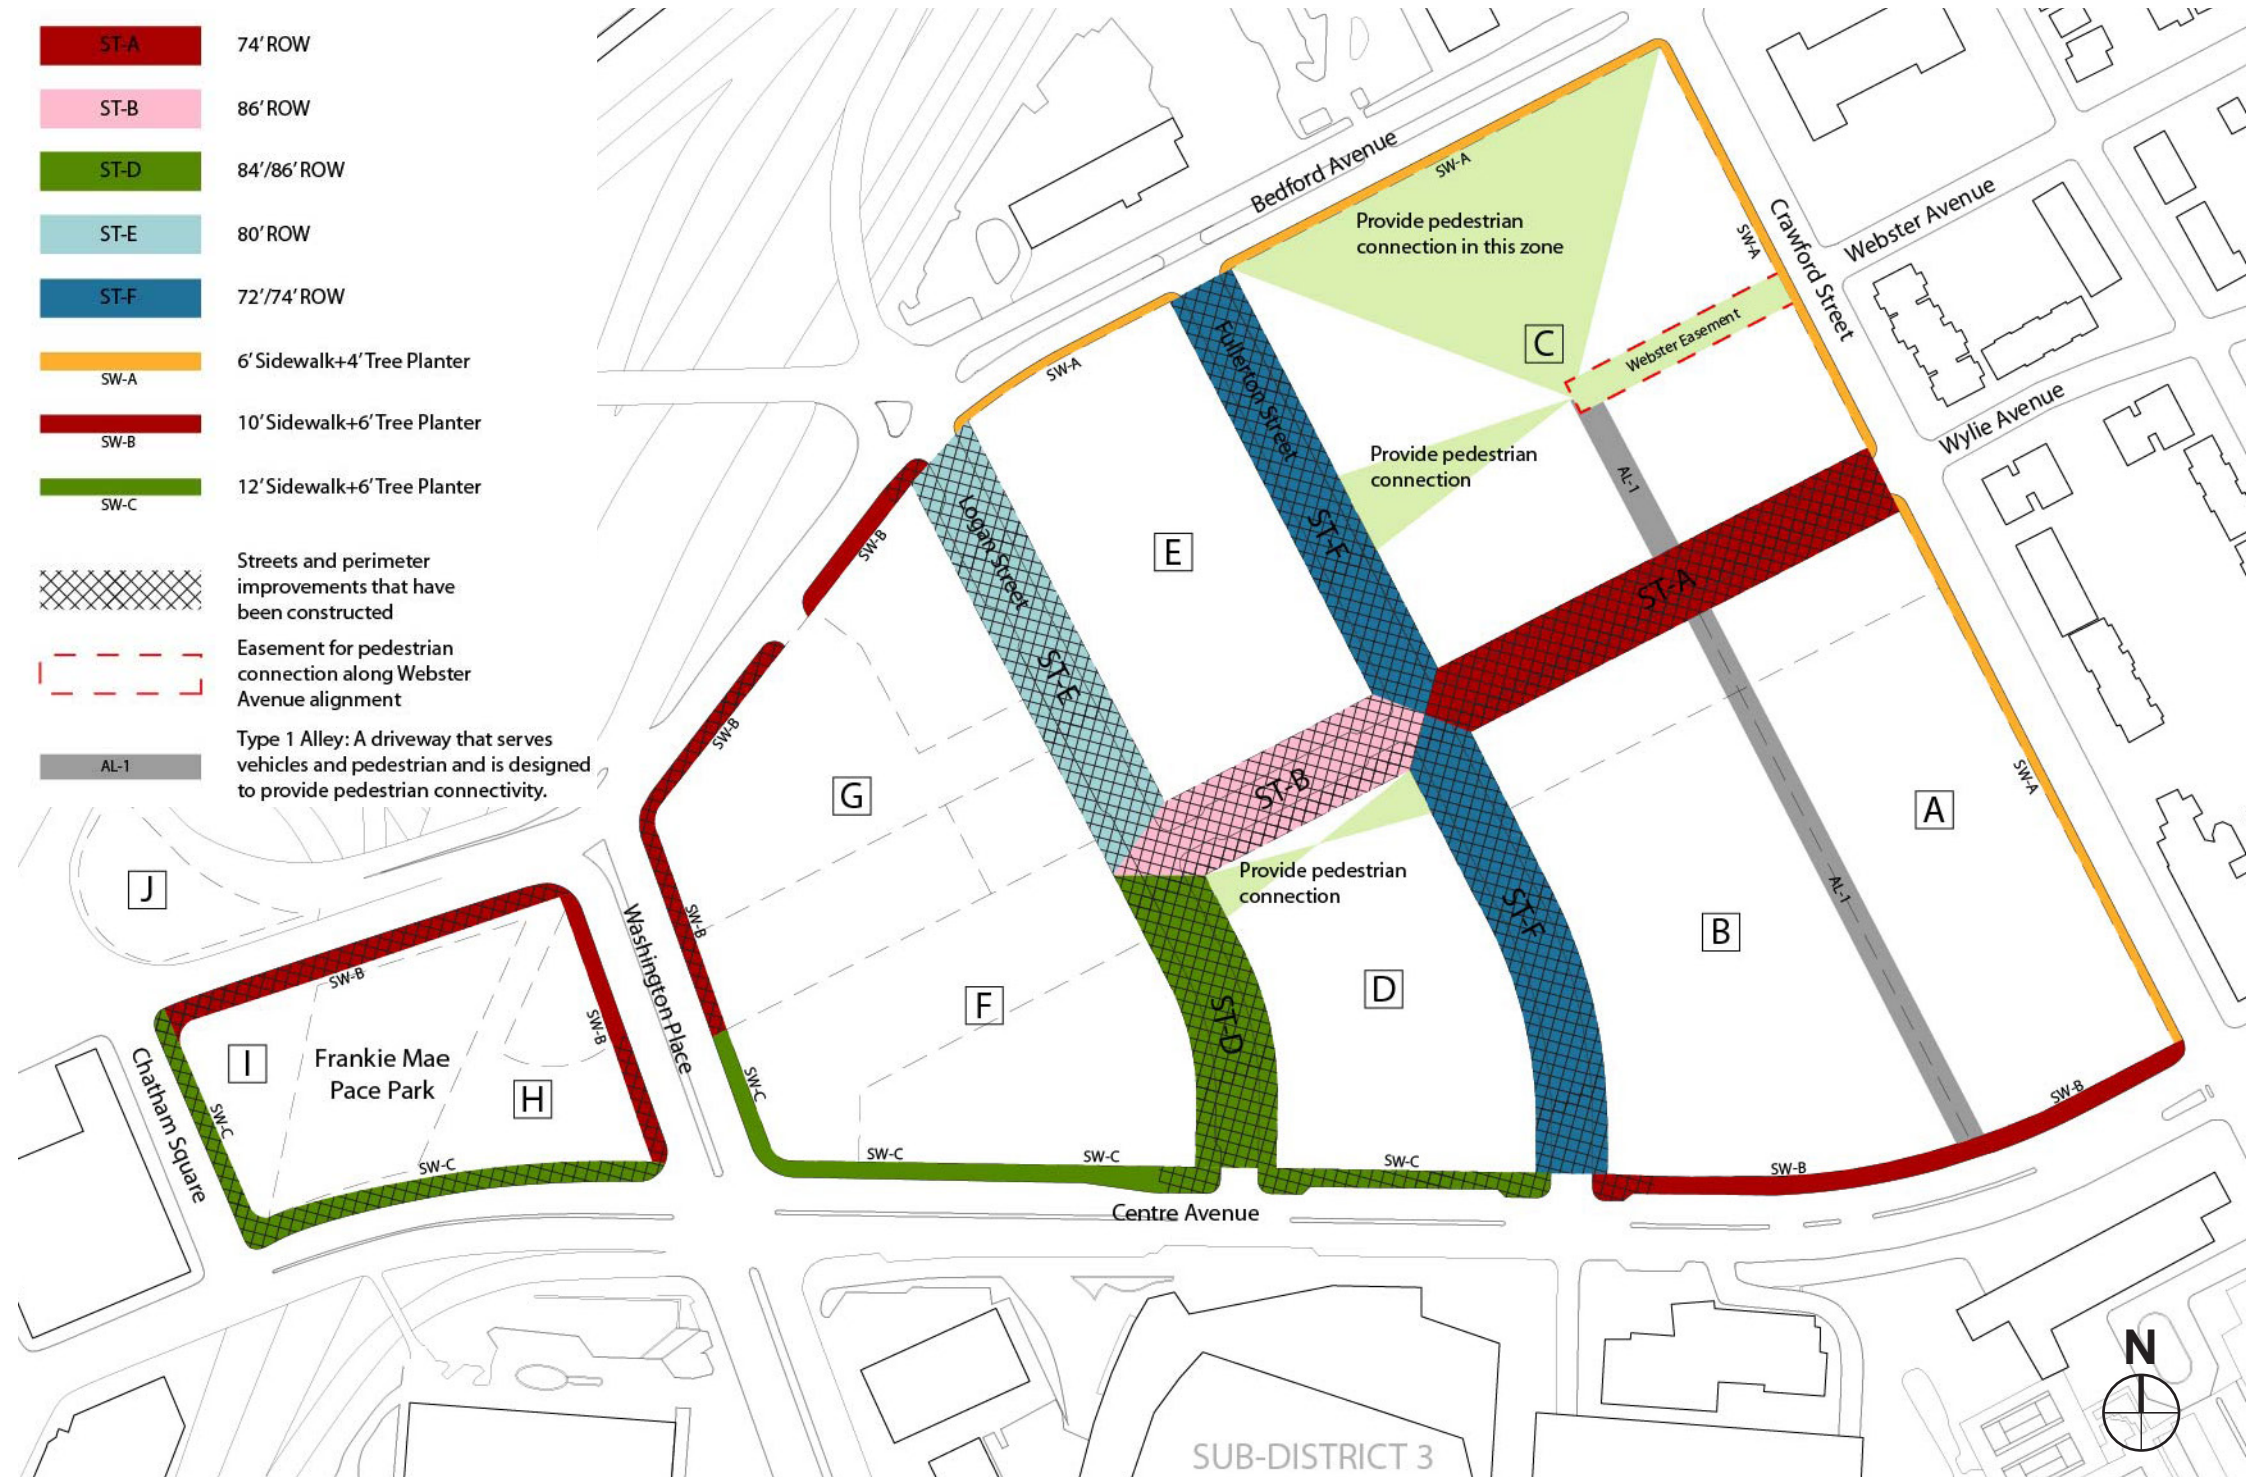 ST-A
74' ROW
ST-B
86' ROW
ST-D
84'/86' ROW
ST-E
80' ROW
ST-F
72'/74' ROW
6' Sidewalk+4' Tree Planter
SW-A
10' Sidewalk+6' Tree Planter
SW-B
12' Sidewalk+6' Tree Planter
SW-C
Streets and perimeter
improvements that have
been constructed
Easement for pedestrian
connection along Webster
Avenue alignment
AL-1
Type 1 Alley: A driveway that serves
vehicles and pedestrian and is designed
to provide pedestrian connectivity.
Bedford Avenue
SW-A
Provide pedestrian
connection in this zone
SW-A
Crawford Street
Webster Avenue
C
Webster Easement
Wylie Avenue
SW-A
Fullerton Street
Provide pedestrian
connection
AL-1
ST-F
E
SW-B
Logan Street
ST-A
ST-E
SW-B
G
ST-B
SW-A
A
J
Provide pedestrian
connection
AL-1
SW-B
Washington Place
ST-F
B
SW-B
D
F
ST-D
SW-B
Chatham Square
I
Frankie Mae
Pace Park
H
SW-C
SW-C
SW-C
SW-C
SW-C
SW-C
SW-B
SW-B
Centre Avenue
N
SUB-DISTRICT 3